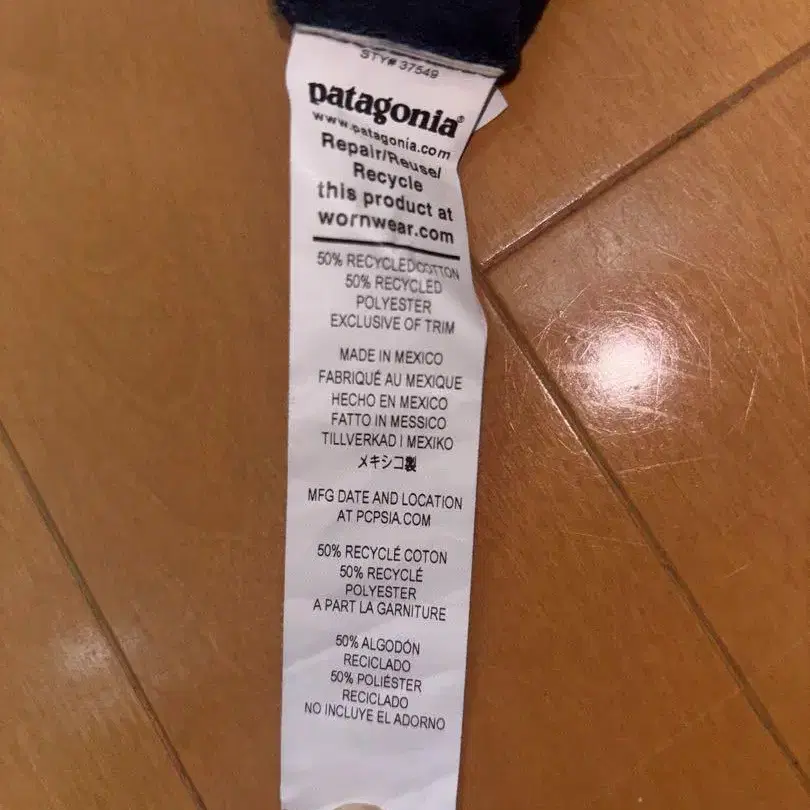 STY# 37549
patagonia®
www.patagonia.com
Repair/Reuse/
Recycle
this product at
wornwear.com
50% RECYCLEDCOTTON
50% RECYCLED
POLYESTER
EXCLUSIVE OF TRIM
MADE IN MEXICO
FABRIQUÉ AU MEXIQUE
HECHO EN MEXICO
FATTO IN MESSICO
TILLVERKAD I MEXIKO
メキシコ製
MFG DATE AND LOCATION
AT PCPSIA.COM
50% RECYCLÉ COTON
50% RECYCLÉ
POLYESTER
A PART LA GARNITURE
50% ALGODÓN
RECICLADO
50% POLIÉSTER
RECICLADO
NO INCLUYE EL ADORNO